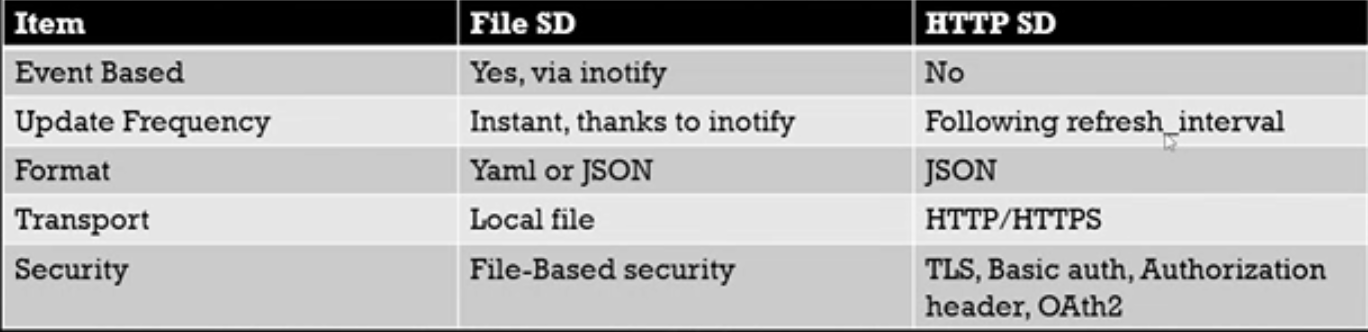 Item File SD HTTP SD
Event Based Yes, via inotify No
Update Frequency Instant, thanks to inotify Following refresh_interval
Format Yaml or JSON JSON
Transport Local file HTTP/HTTPS
Security File-Based security TLS, Basic auth, Authorization
header, OAth2